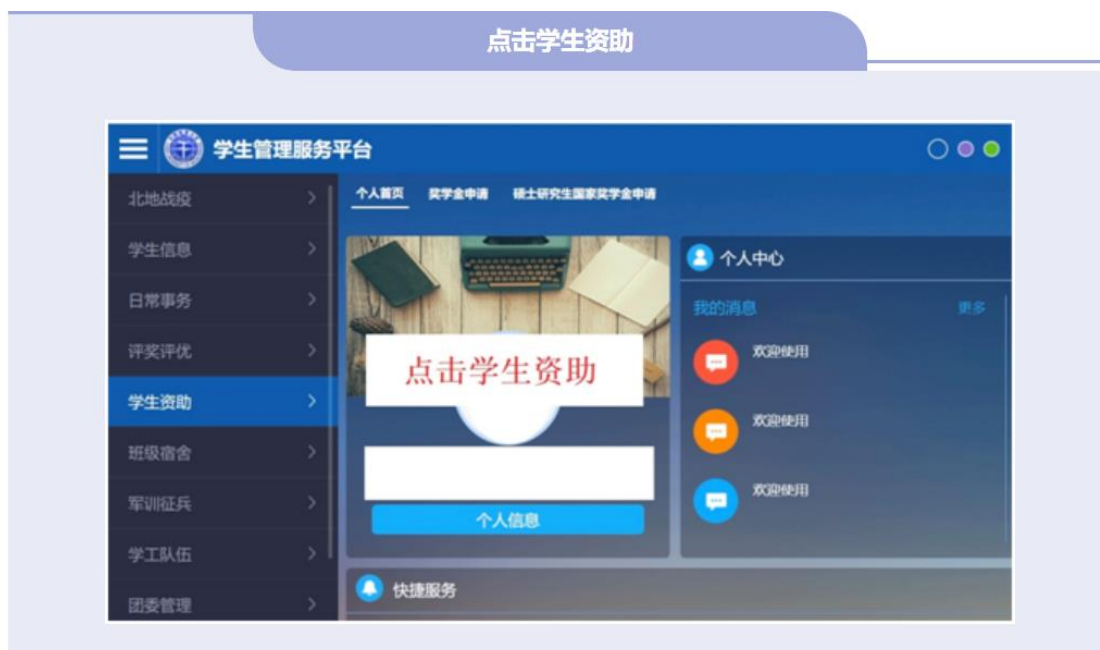 点击学生资助
学生管理服务平台
北地战疫
学生信息
日常事务
评奖评优
学生资助
班级宿舍
军训征兵
学工队伍
团委管理
个人首页 奖学金申请 硕士研究生国家奖学金申请
点击学生资助
个人信息
个人中心
我的消息 更多
欢迎使用
欢迎使用
欢迎使用
快捷服务